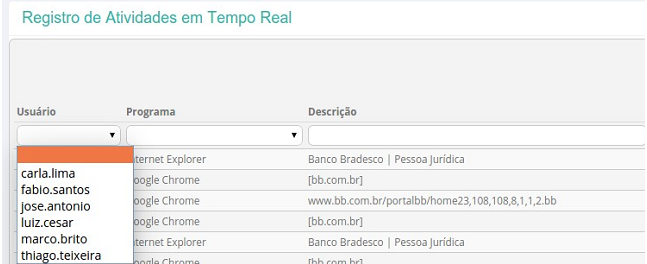 Registro de Atividades em Tempo Real
Usuário Programa Descrição
nternet Explorer Banco Bradesco | Pessoa Jurídica
carla.lima
oogle Chrome [bb.com.br]
fabio.santos
jose.antonio oogle Chrome www.bb.com.br/portalbb/home23,108,108,8,1,1,2.bb
luiz.cesar oogle Chrome [bb.com.br]
marco.brito nternet Explorer Banco Bradesco | Pessoa Jurídica
thiago.teixeira oogle Chrome [bb.com.br]